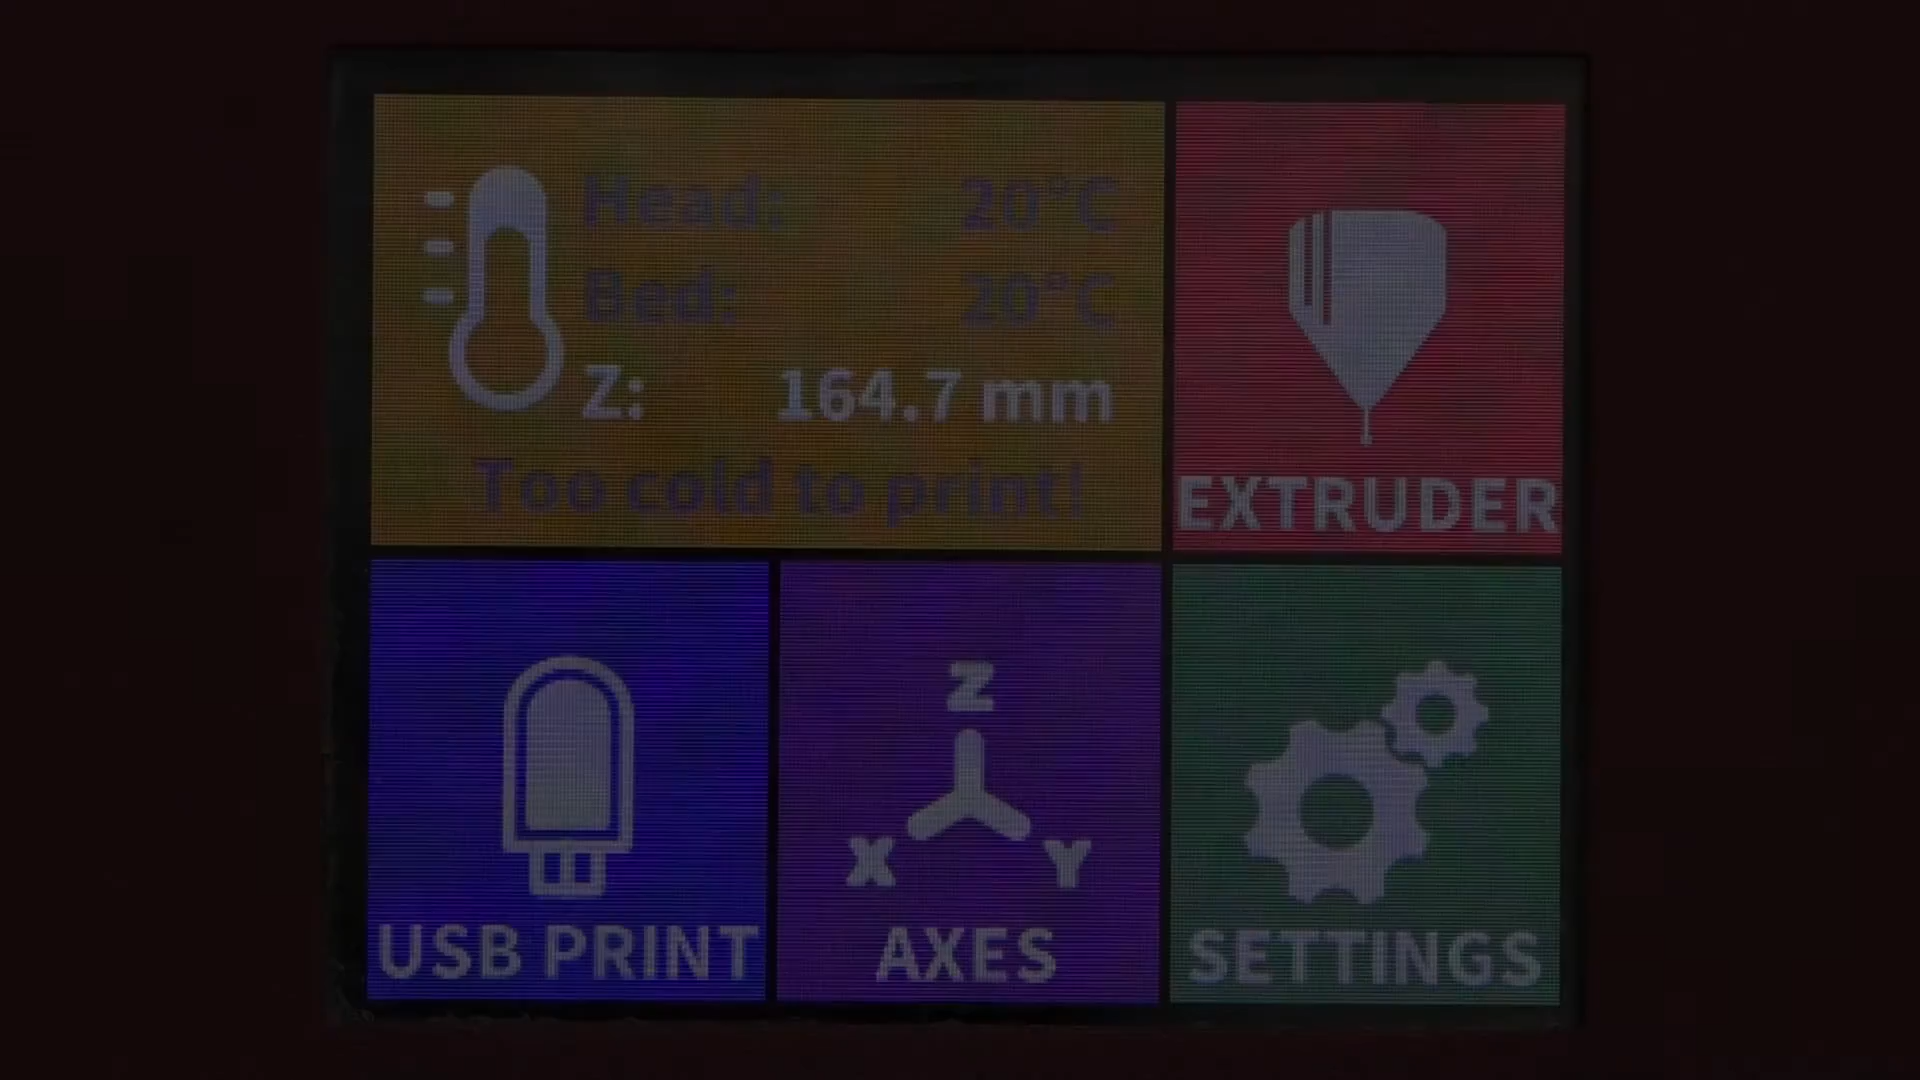 Head: 20°C
Bed: 20°C
Z: 164.7 mm
Too cold to print!
EXTRUDER
USB PRINT
Z
X Y
AXES
SETTINGS